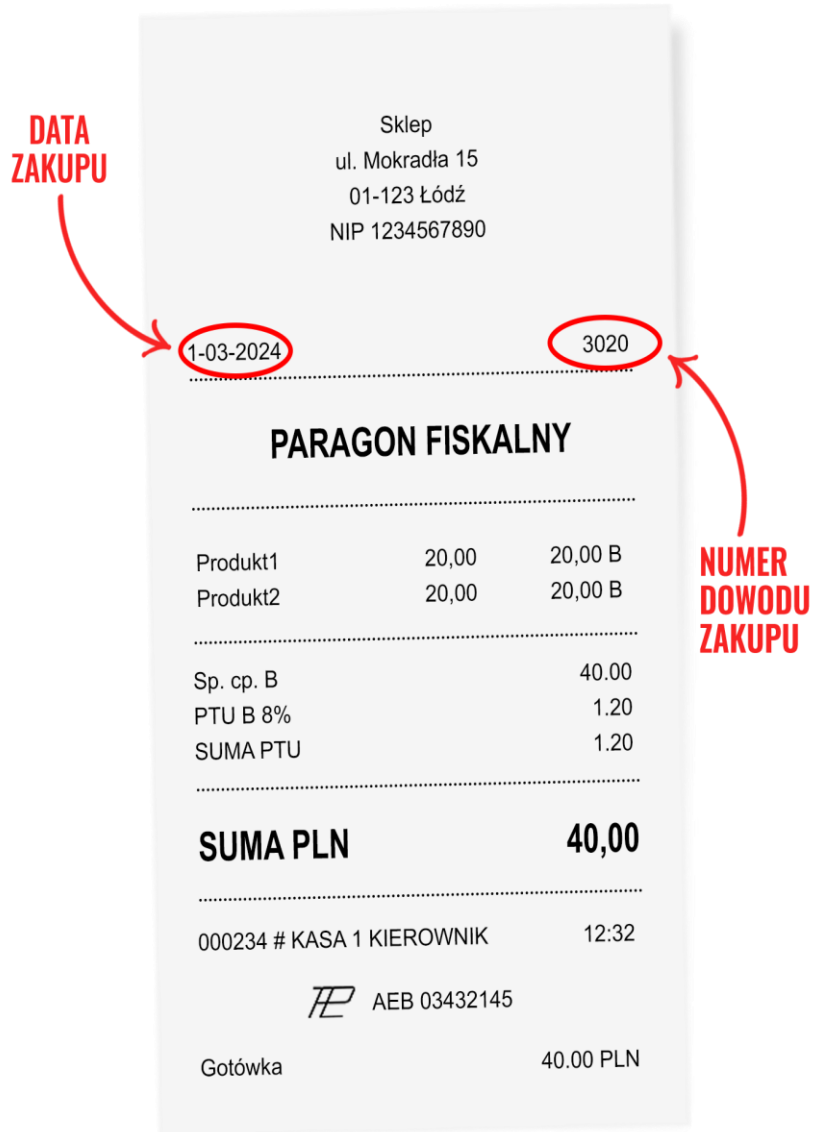 DATA
ZAKUPU
Sklep
ul. Mokradła 15
01-123 Łódź
NIP 1234567890
1-03-2024 3020
PARAGON FISKALNY
Produkt1 20,00 20,00 B
Produkt2 20,00 20,00 B
NUMER
DOWODU
ZAKUPU
Sp. cp. B 40.00
PTU B 8% 1.20
SUMA PTU 1.20
SUMA PLN 40,00
000234 # KASA 1 KIEROWNIK 12:32
AEB 03432145
Gotówka 40.00 PLN